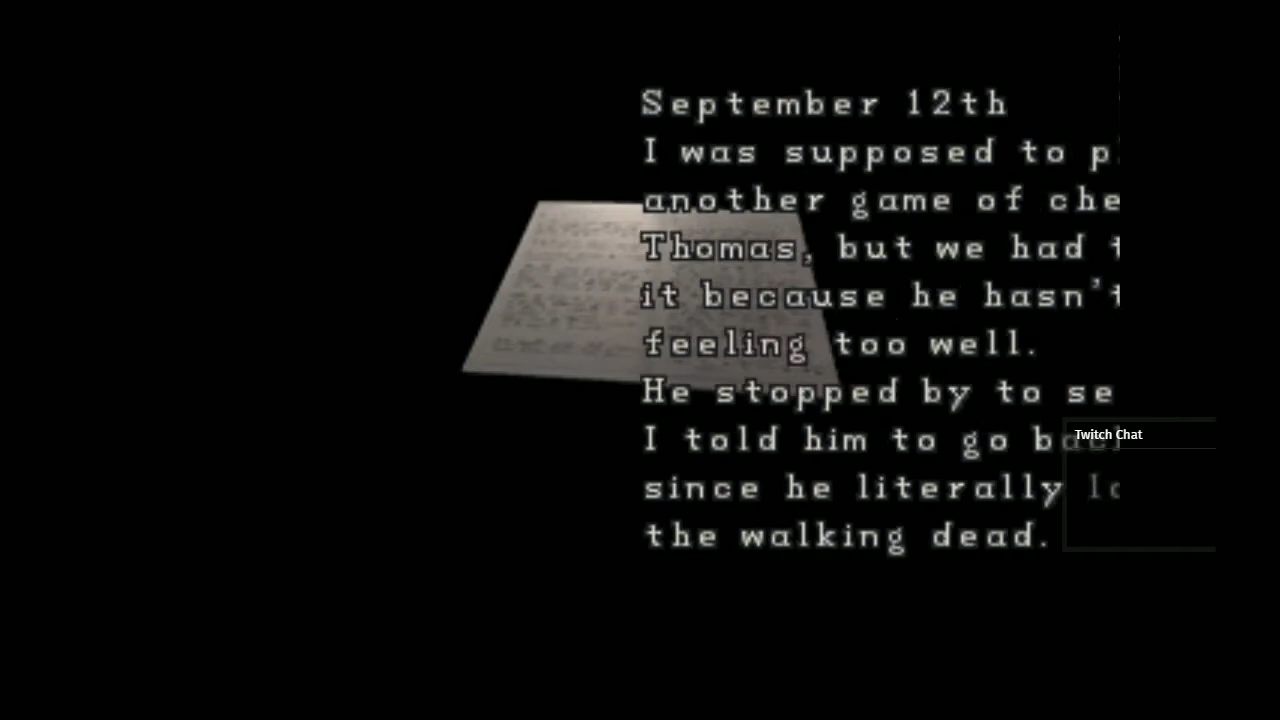 September 12th
I was supposed to
another game of
Thomas, but we had
it because he hasn't
feeling too well.
He stopped by to
I told him to go
since he literally
the walking dead.
Twitch Chat